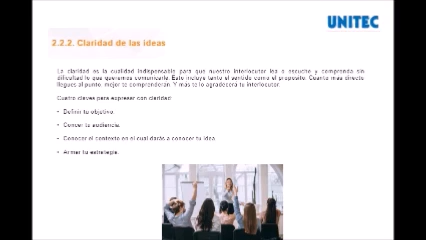 UNITEC
2.2.2. Claridad de las ideas
La claridad es la cualidad indispensable para que nuestro interlocutor lea o escuche y comprenda sin
dificultad lo que queremos comunicarle. Esto incluye tanto el sentido como el propósito. Cuanto más directo
llegues al punto, mejor te comprenderán. Y más te lo agradecerá tu interlocutor.
Cuatro claves para expresar con claridad:
• Definir tu objetivo.
• Concer tu audiencia.
• Conocer el contexto en el cual darás a conocer tu idea.
• Armar tu estrategia.